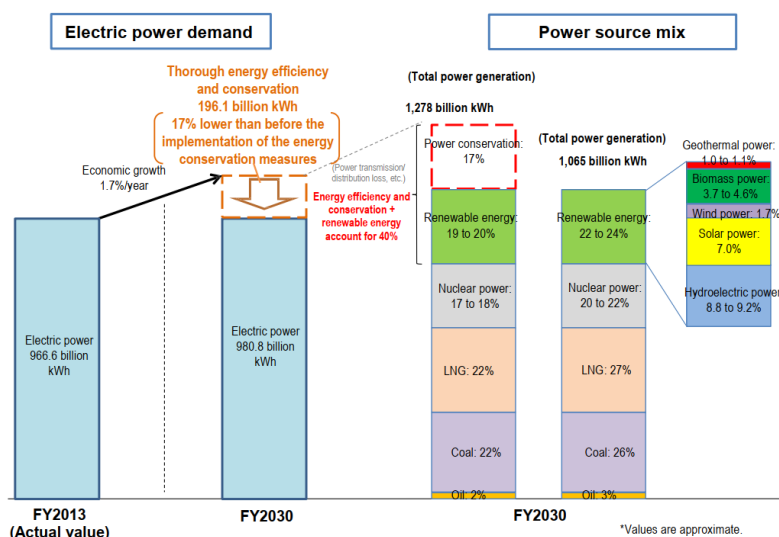 Electric power demand
Power source mix
Thorough energy efficiency
and conservation
196.1 billion kWh
17% lower than before the
implementation of the energy
conservation measures
Economic growth
1.7%/year
(Power transmission/
distribution loss, etc.)
Energy efficiency and
conservation +
renewable energy
account for 40%
Electric power
966.6 billion
kWh
Electric power
980.8 billion
kWh
FY2013
(Actual value)
FY2030
(Total power generation)
1,278 billion kWh
Power conservation:
17%
Renewable energy:
19 to 20%
Nuclear power:
17 to 18%
LNG: 22%
Coal: 22%
Oil: 2%
(Total power generation)
1,065 billion kWh
Renewable energy:
22 to 24%
Nuclear power:
20 to 22%
LNG: 27%
Coal: 26%
Oil: 3%
FY2030
Geothermal power:
1.0 to 1.1%
Biomass power:
3.7 to 4.6%
Wind power: 1.7%
Solar power:
7.0%
Hydroelectric power:
8.8 to 9.2%
*Values are approximate.